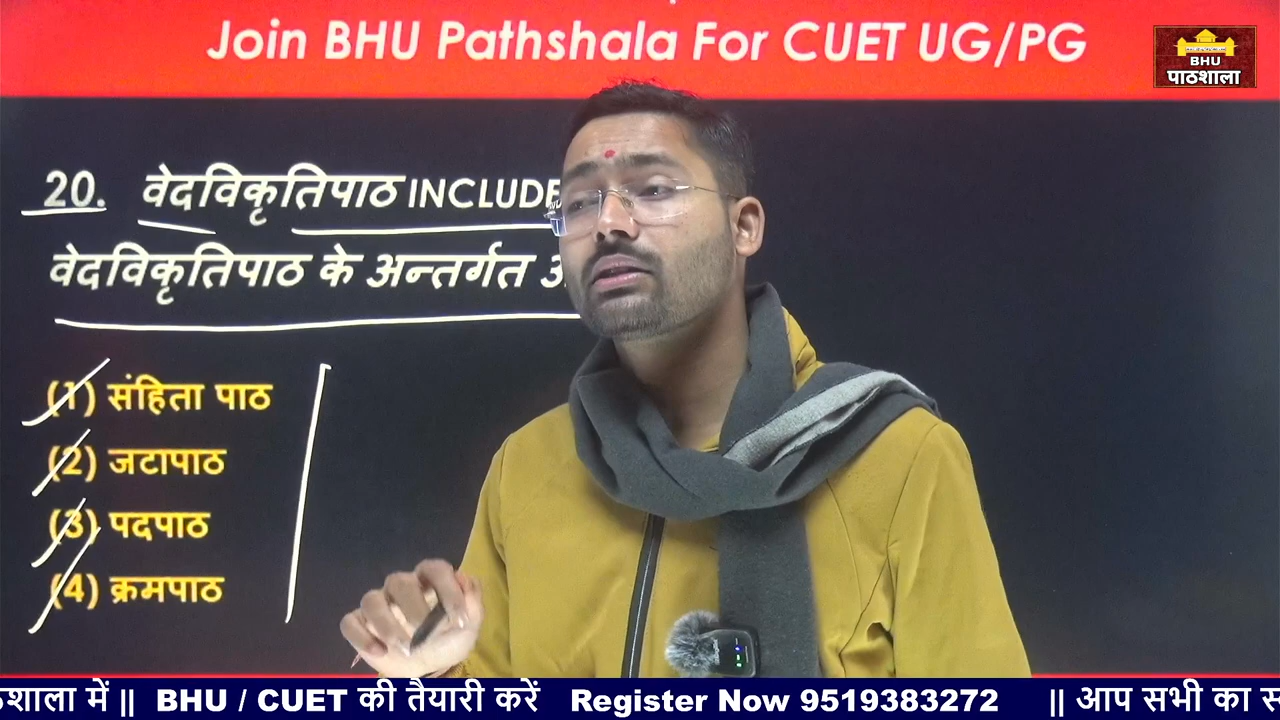 Join BHU Pathshala For CUET UG/PG
BHU
पाठशाला
20. वेदविकृतिपाठ INCLUDE
वेदविकृतिपाठ के अन्तर्गत
(1) संहिता पाठ
(2) जटापाठ
(3) पदपाठ
(4) क्रमपाठ
ठशाला में || BHU / CUET की तैयारी करें Register Now 9519383272 || आप सभी का